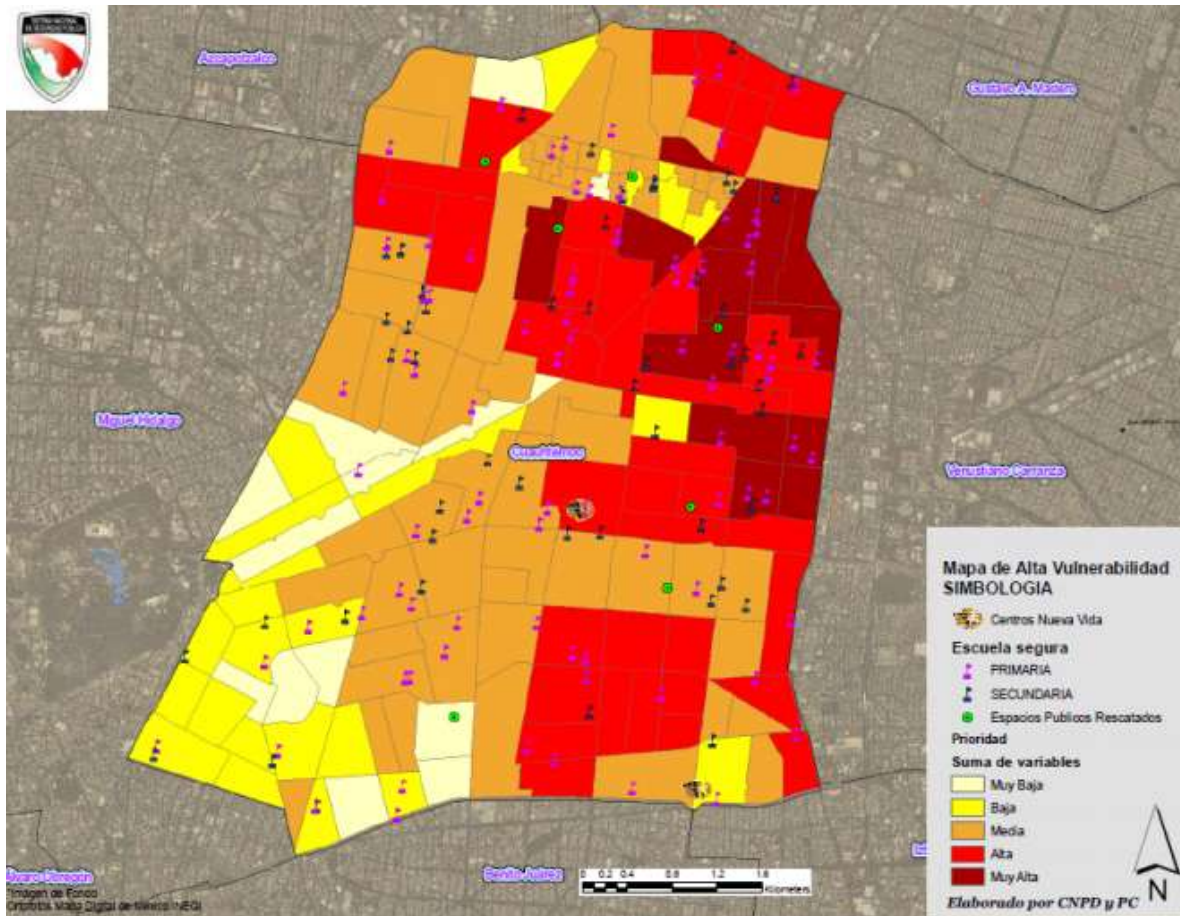 Azcapotzalco
Gustavo A. Madero
Miguel Hidalgo
Cuauhtémoc
Venustiano Carranza
Mapa de Alta Vulnerabilidad
SIMBOLOGIA
Centros Nueva Vida
Escuela segura
PRIMARIA
SECUNDARIA
Espacios Publicos Rescatados
Prioridad
Suma de variables
Muy Baja
Baja
Media
Alta
Muy Alta
N
Elaborado por CNPD y PC
Alvaro Obregón
Benito Juárez
0 0.2 0.4 0.8 1.2 1.6
Kilometers
Imágen de Fondo
Ortofotos Mapa Digital de México INEGI